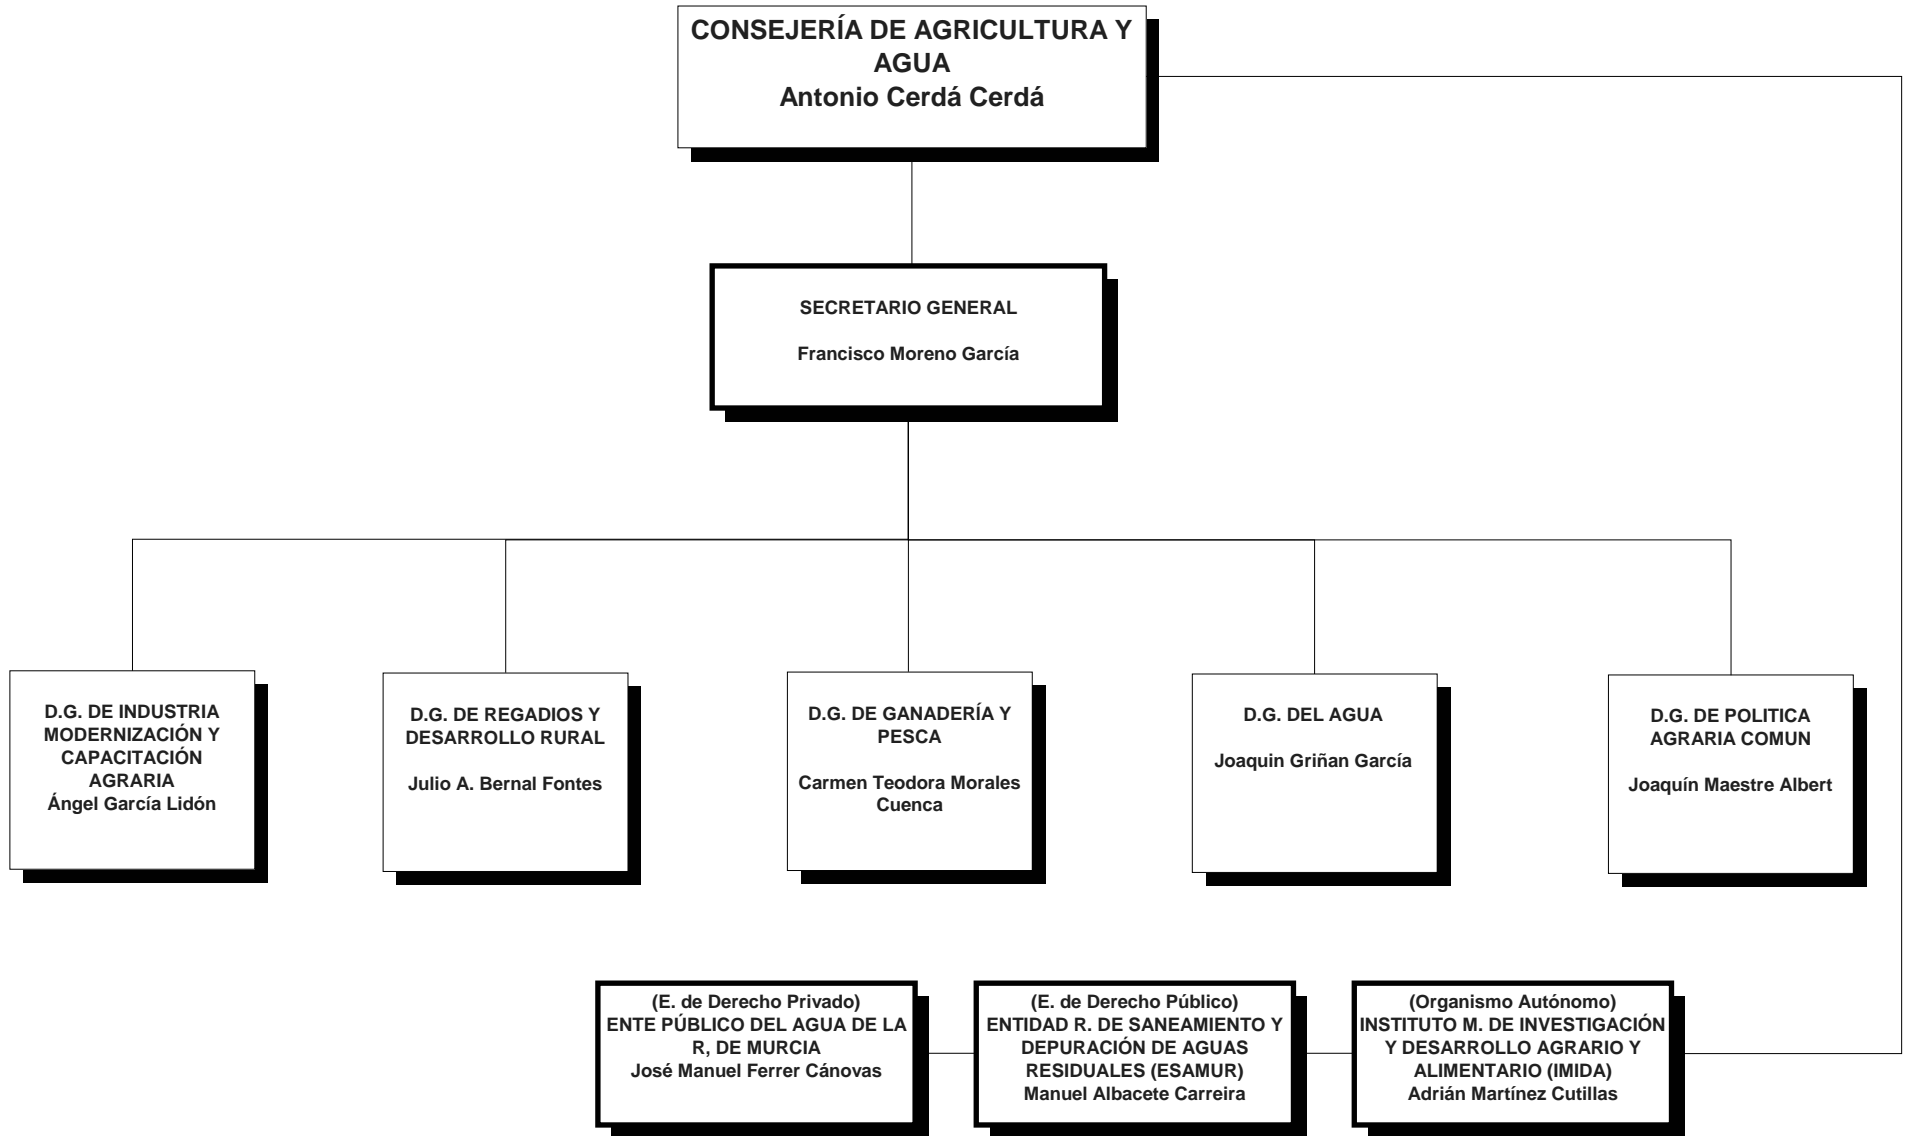 CONSEJERÍA DE AGRICULTURA Y
AGUA
Antonio Cerdá Cerdá
SECRETARIO GENERAL
Francisco Moreno García
D.G. DE INDUSTRIA
MODERNIZACIÓN Y
CAPACITACIÓN
AGRARIA
Ángel García Lidón
D.G. DE REGADIOS Y
DESARROLLO RURAL
Julio A. Bernal Fontes
D.G. DE GANADERÍA Y
PESCA
Carmen Teodora Morales
Cuenca
D.G. DEL AGUA
Joaquin Griñan García
D.G. DE POLITICA
AGRARIA COMUN
Joaquín Maestre Albert
(E. de Derecho Privado)
ENTE PÚBLICO DEL AGUA DE LA
R, DE MURCIA
José Manuel Ferrer Cánovas
(E. de Derecho Público)
ENTIDAD R. DE SANEAMIENTO Y
DEPURACIÓN DE AGUAS
RESIDUALES (ESAMUR)
Manuel Albacete Carreira
(Organismo Autónomo)
INSTITUTO M. DE INVESTIGACIÓN
Y DESARROLLO AGRARIO Y
ALIMENTARIO (IMIDA)
Adrián Martínez Cutillas